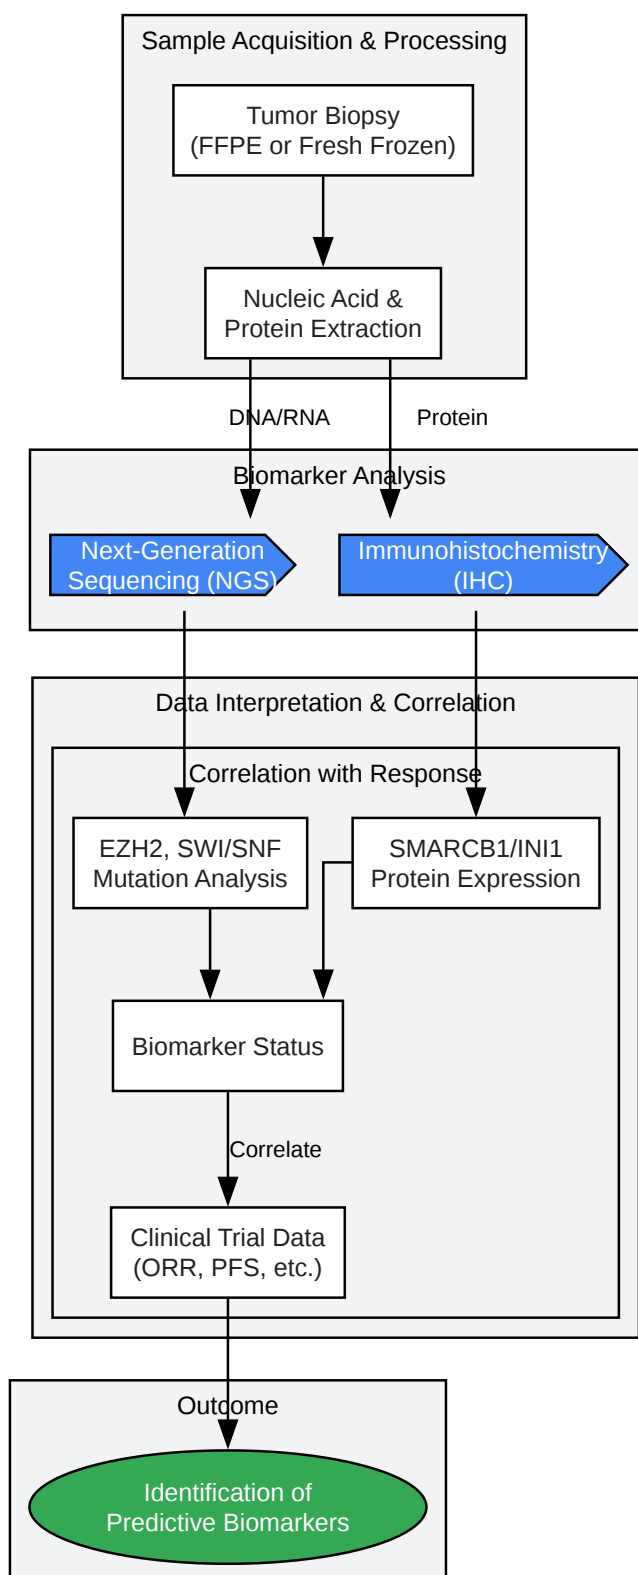 Sample Acquisition & Processing
Tumor Biopsy
(FFPE or Fresh Frozen)
Nucleic Acid &
Protein Extraction
DNA/RNA
Protein
Biomarker Analysis
Next-Generation
Sequencing (NGS)
Immunohistochemistry
(IHC)
Data Interpretation & Correlation
Correlation with Response
EZH2, SWI/SNF
Mutation Analysis
SMARCB1/INI1
Protein Expression
Biomarker Status
Correlate
Clinical Trial Data
(ORR, PFS, etc.)
Outcome
Identification of
Predictive Biomarkers